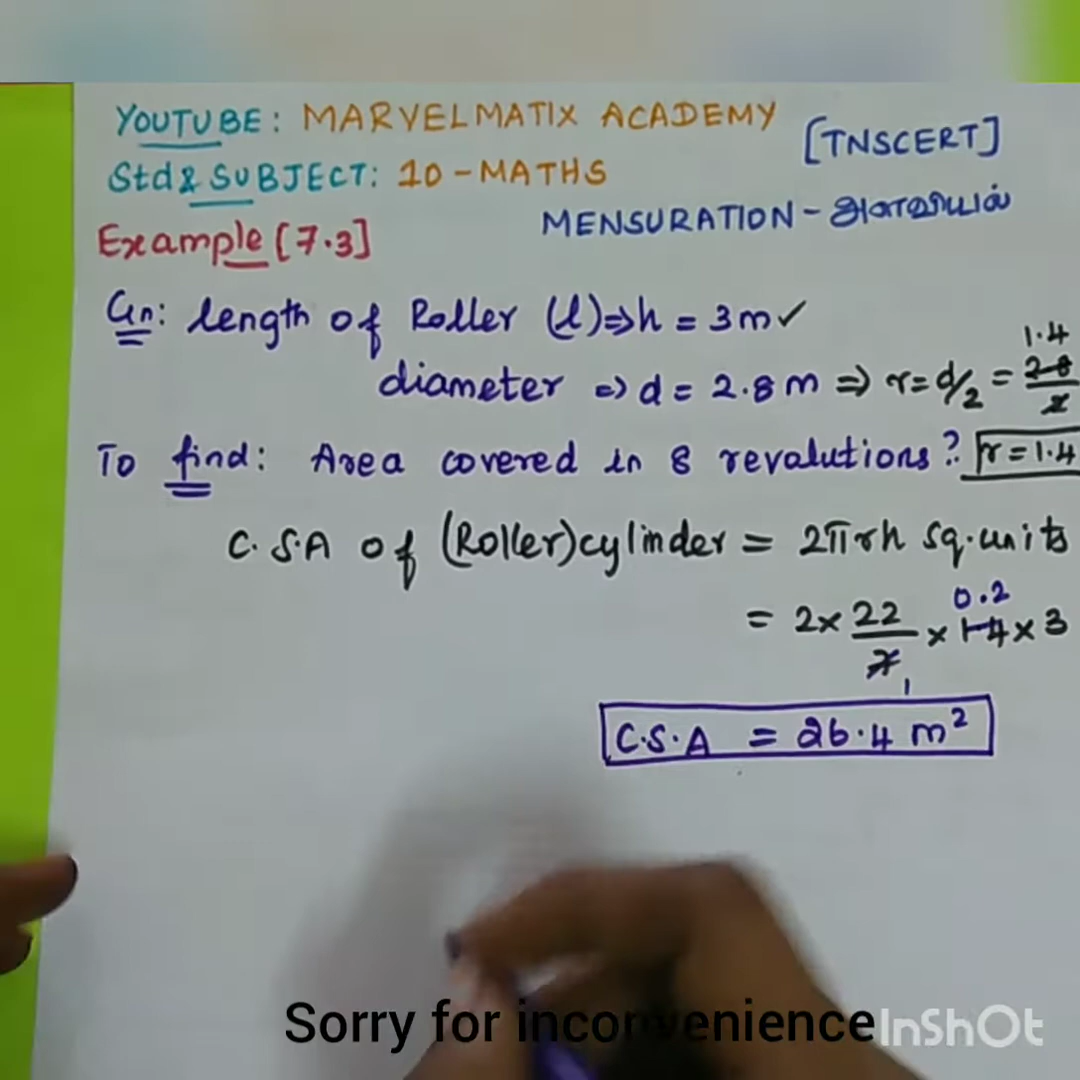 YOUTUBE: MARVELMATIX ACADEMY
[TNSCERT]
Std & SUBJECT: 10 - MATHS
MENSURATION - அளவியல்
Example [7.3]
Gn: length of Roller (l) => h = 3m ✓
diameter => d = 2.8 m => r = d/2 = 2.8/2 1.4
To find: Area covered in 8 revalutions? r = 1.4
C.S.A of (Roller) cylinder = 2πrh sq.units
= 2 × 22/7 1 × 1.4 0.2 × 3
C.S.A = 26.4 m²
Sorry for inconvenience
InShOt